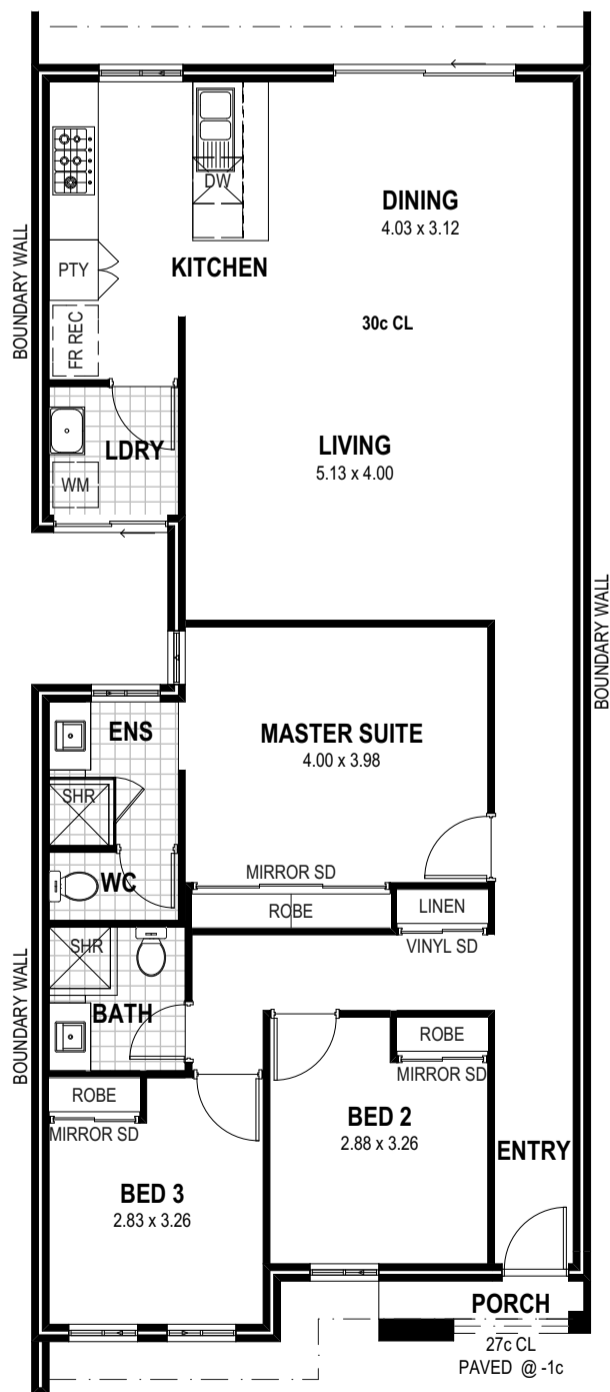 DW
DINING
4.03 x 3.12
BOUNDARY WALL
PTY
KITCHEN
FR REC
30c CL
LDRY
LIVING
5.13 x 4.00
WM
BOUNDARY WALL
ENS
MASTER SUITE
4.00 x 3.98
SHR
WC
MIRROR SD
ROBE
LINEN
VINYL SD
SHR
BOUNDARY WALL
BATH
ROBE
MIRROR SD
ROBE
MIRROR SD
BED 2
2.88 x 3.26
ENTRY
BED 3
2.83 x 3.26
PORCH
27c CL
PAVED @ -1c